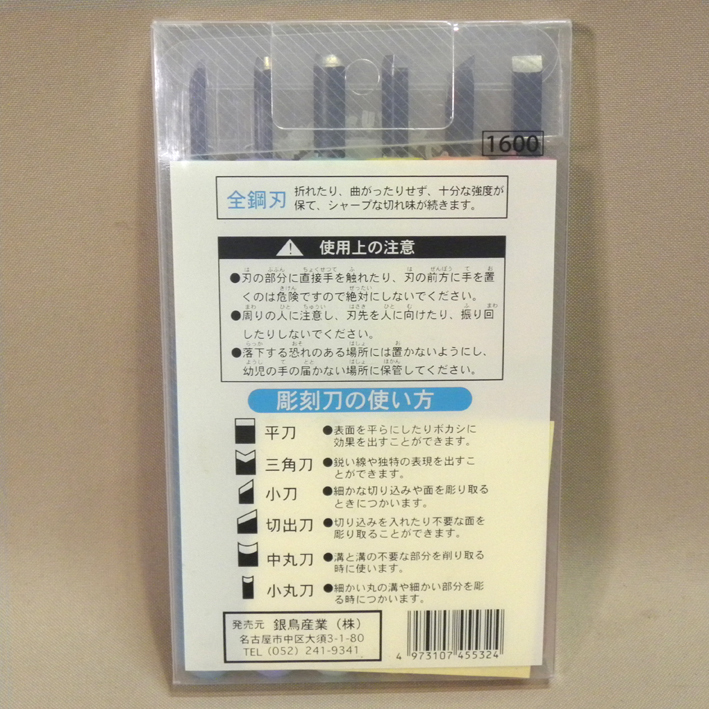 1600
全鋼刃
折れたり、曲がったりせず、十分な強度が
保て、シャープな切れ味が続きます。
使用上の注意
●刃の部分に直接手を触れたり、刃の前方に手を置
くのは危険ですので絶対にしないでください。
●周りの人に注意し、刃先を人に向けたり、振り回
したりしないでください。
●落下する恐れのある場所には置かないようにし、
幼児の手の届かない場所に保管してください。
彫刻刀の使い方
平刀 ●表面を平らにしたりボカシに
効果を出すことができます。
三角刀 ●鋭い線や独特の表現を出すこ
とができます。
小刀 ●細かな切り込みや面を彫り取る
ときにつかいます。
切出刀 ●切り込みを入れたり不要な面を
彫り取ることができます。
中丸刀 ●溝と溝の不要な部分を削り取る
時に使います。
小丸刀 ●細かい丸の溝や細かい部分を彫
る時につかいます。
発売元 銀鳥産業(株)
名古屋市中区大須3-1-80
TEL(052)241-9341
4 973107 455324